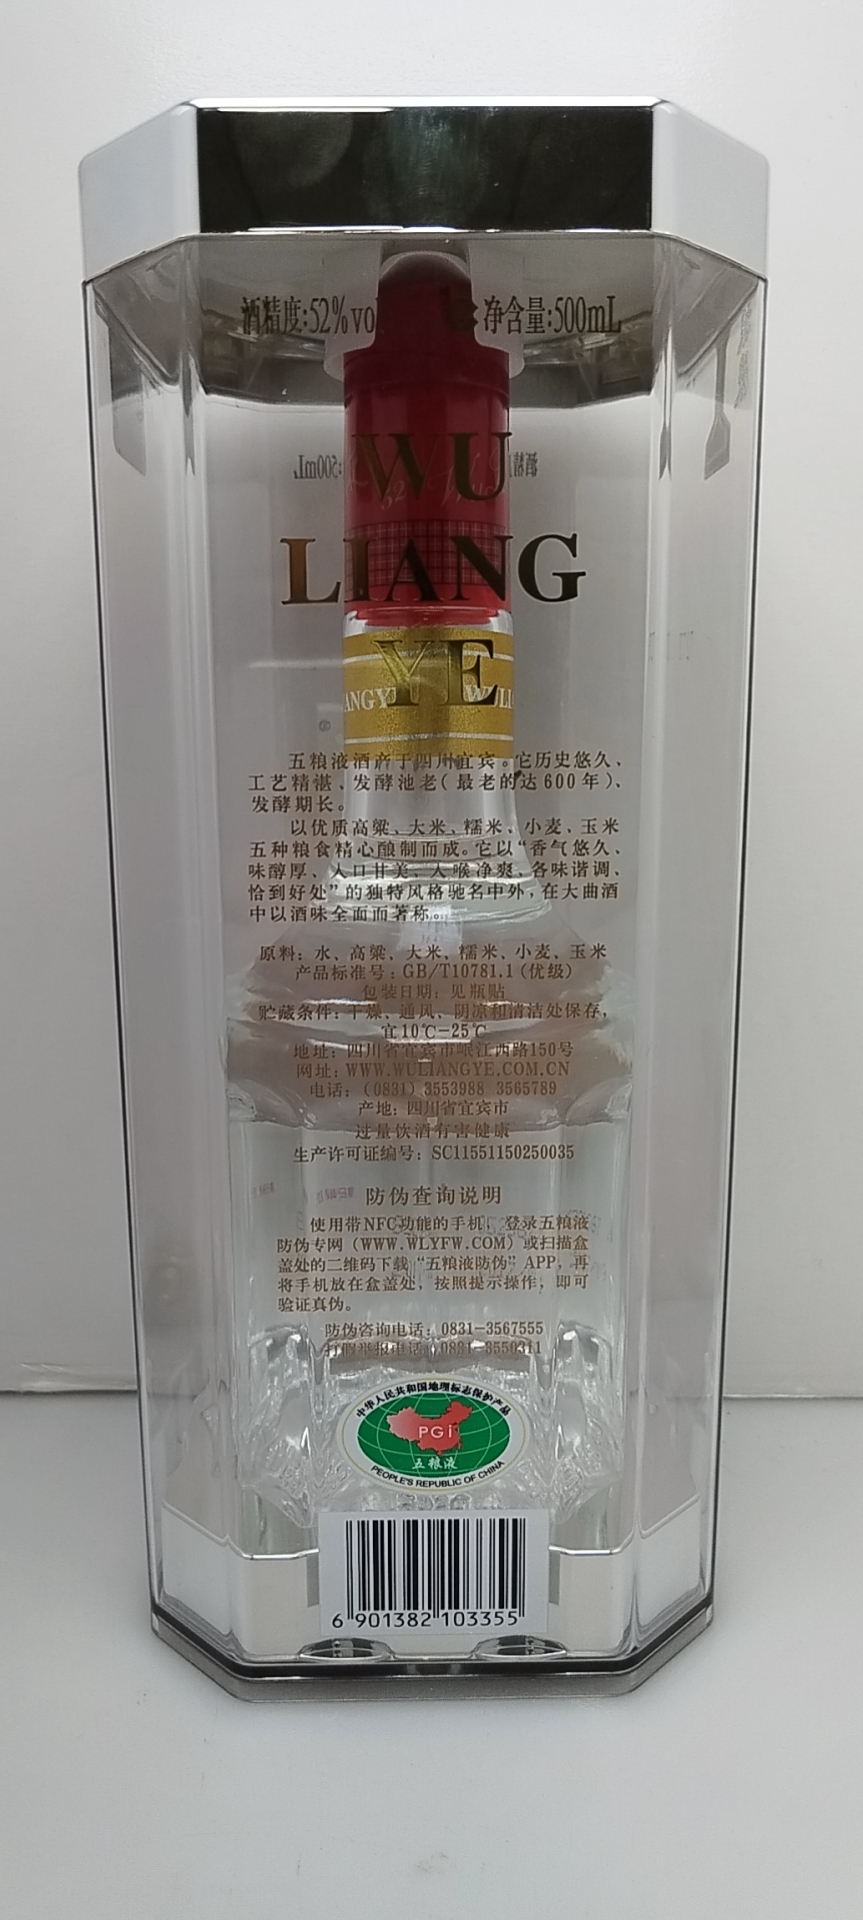 酒精度:52%vol 净含量:500mL
WU
LIANG
YE
ANGYE WULIA
五粮液酒产于四川宜宾。它历史悠久、
工艺精湛、发酵池老(最老的达600年)、
发酵期长。
以优质高粱、大米、糯米、小麦、玉米
五种粮食精心酿制而成。它以“香气悠久、
味醇厚、入口甘美、入喉净爽、各味谐调、
恰到好处”的独特风格驰名中外,在大曲酒
中以酒味全面而著称。
原料:水、高粱、大米、糯米、小麦、玉米
产品标准号:GB/T10781.1(优级)
包装日期:见瓶贴
贮藏条件:干燥、通风、阴凉和清洁处保存,
宜10℃-25℃
地址:四川省宜宾市岷江西路150号
网址:WWW.WULIANGYE.COM.CN
电话:(0831)3553988 3565789
产地:四川省宜宾市
过量饮酒有害健康
生产许可证编号:SC11551150250035
防伪查询说明
使用带NFC功能的手机,登录五粮液
防伪专网(WWW.WLYFW.COM)或扫描盒
盖处的二维码下载“五粮液防伪”APP,再
将手机放在盒盖处,按照提示操作,即可
验证真伪。
防伪咨询电话:0831-3567555
打假举报电话:0831-3550311
中华人民共和国地理标志保护产品
PGI
五粮液
PEOPLE'S REPUBLIC OF CHINA
6 901382 103355